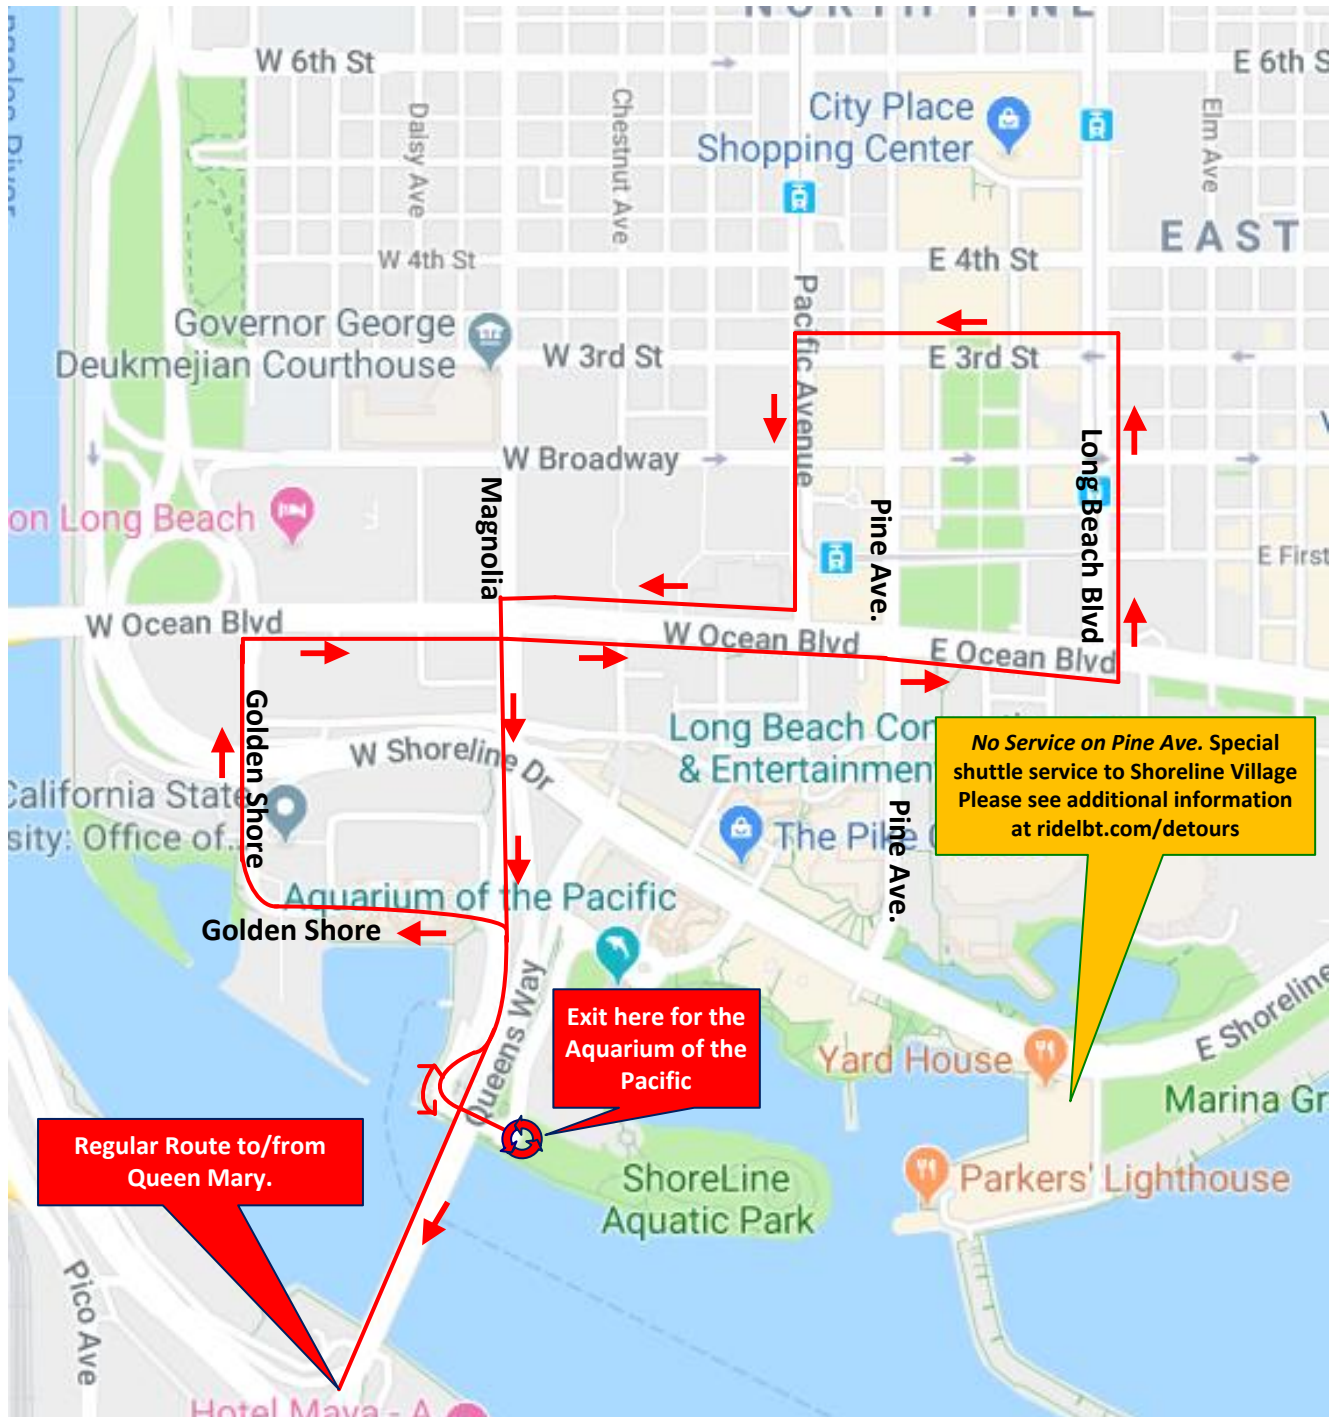 NORTH PINE
W 6th St
E 6th S
Daisy Ave
Chestnut Ave
City Place
Shopping Center
Elm Ave
EAST
W 4th St
E 4th St
Pacific Avenue
Governor George
Deukmejian Courthouse
W 3rd St
E 3rd St
W Broadway
Long Beach Blvd
Magnolia
Pine Ave.
on Long Beach
E First
W Ocean Blvd
W Ocean Blvd
E Ocean Blvd
Golden Shore
W Shoreline Dr
Long Beach Con
& Entertainmen
No Service on Pine Ave. Special
shuttle service to Shoreline Village
Please see additional information
at ridelbt.com/detours
California State
sity: Office of...
The Pike
Pine Ave.
Aquarium of the Pacific
Golden Shore
Queens Way
Exit here for the
Aquarium of the
Pacific
Yard House
E Shoreline
Marina Gr
Regular Route to/from
Queen Mary.
ShoreLine
Aquatic Park
Parkers' Lighthouse
Pico Ave
Hotel Maya - A